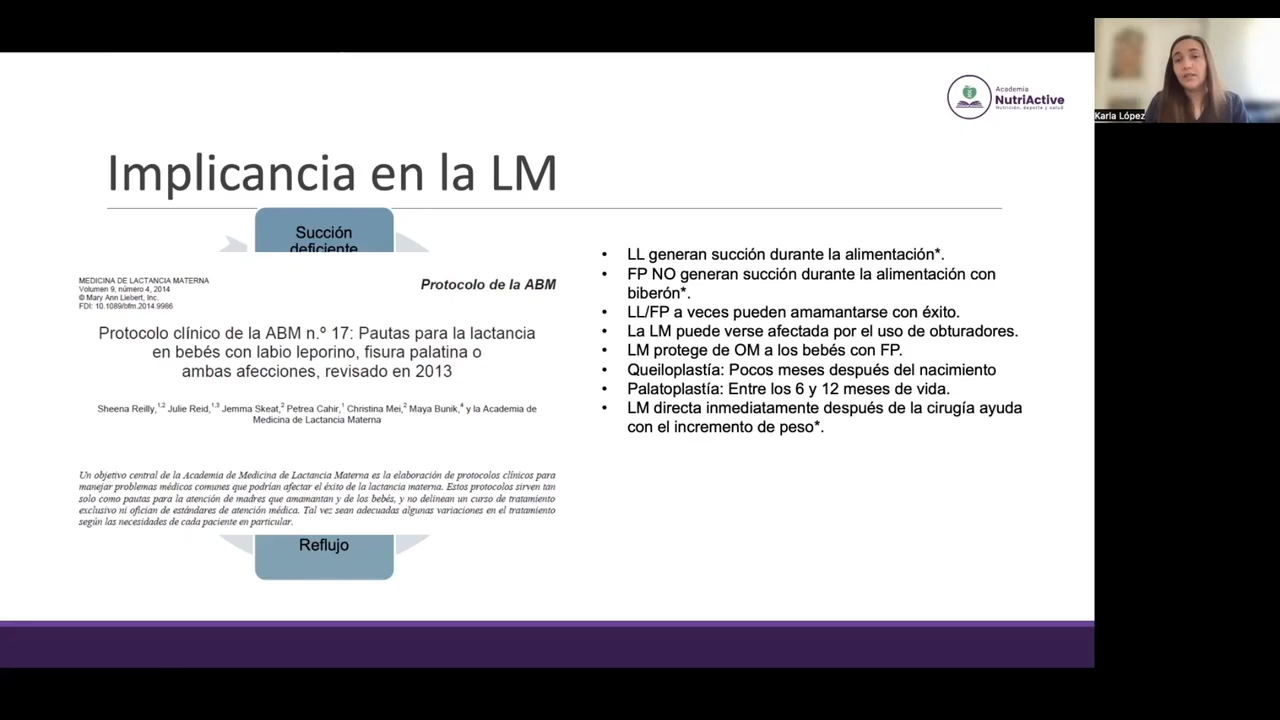 Academia
NutriActive
Nutrición, deporte y salud
Karla López
Implicancia en la LM
Succión
deficiente
MEDICINA DE LACTANCIA MATERNA
Volumen 9, número 4, 2014
© Mary Ann Liebert, Inc.
FDI: 10.1089/bfm.2014.9986
Protocolo de la ABM
Protocolo clínico de la ABM n.º 17: Pautas para la lactancia
en bebés con labio leporino, fisura palatina o
ambas afecciones, revisado en 2013
Sheena Reilly,1,2 Julie Reid,1,3 Jemma Skeat,2 Petrea Cahir,1 Christina Mei,2 Maya Bunik,4 y la Academia de
Medicina de Lactancia Materna
Un objetivo central de la Academia de Medicina de Lactancia Materna es la elaboración de protocolos clínicos para
manejar problemas médicos comunes que podrían afectar el éxito de la lactancia materna. Estos protocolos sirven tan
solo como pautas para la atención de madres que amamantan y de los bebés, y no delinean un curso de tratamiento
exclusivo ni ofician de estándares de atención médica. Tal vez sean adecuadas algunas variaciones en el tratamiento
según las necesidades de cada paciente en particular.
Reflujo
• LL generan succión durante la alimentación*.
• FP NO generan succión durante la alimentación con
biberón*.
• LL/FP a veces pueden amamantarse con éxito.
• La LM puede verse afectada por el uso de obturadores.
• LM protege de OM a los bebés con FP.
• Queiloplastía: Pocos meses después del nacimiento
• Palatoplastía: Entre los 6 y 12 meses de vida.
• LM directa inmediatamente después de la cirugía ayuda
con el incremento de peso*.